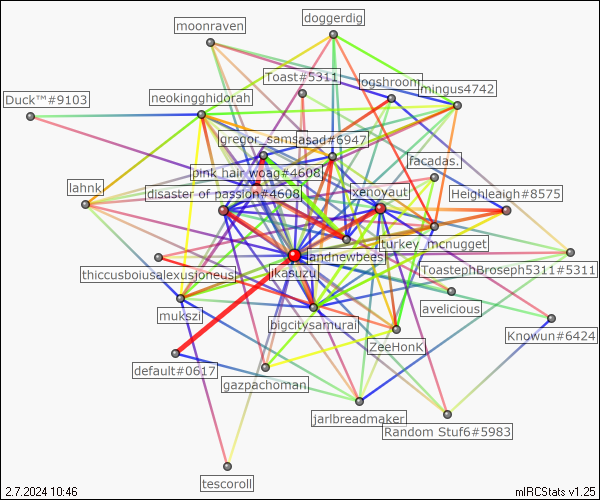 doggerdig
moonraven
Toast#5311
ogshroom
mingus4742
Duck™#9103
neokingghidorah
gregor_samsa
asad#6947
facadas.
pink hair woag#4608
lahnk
disaster of passion#4608
xenoyaut
Heighleaigh#8575
turkey_mcnugget
landnewbees
ToastephBroseph5311#5311
thiccusboiusalexusjoneus
ikasuzu
avelicious
mukszi
bigcitysamurai
Knowun#6424
ZeeHonK
default#0617
gazpachoman
jarlbreadmaker
Random Stuf6#5983
tescoroll
2.7.2024 10:46
mIRCStats v1.25